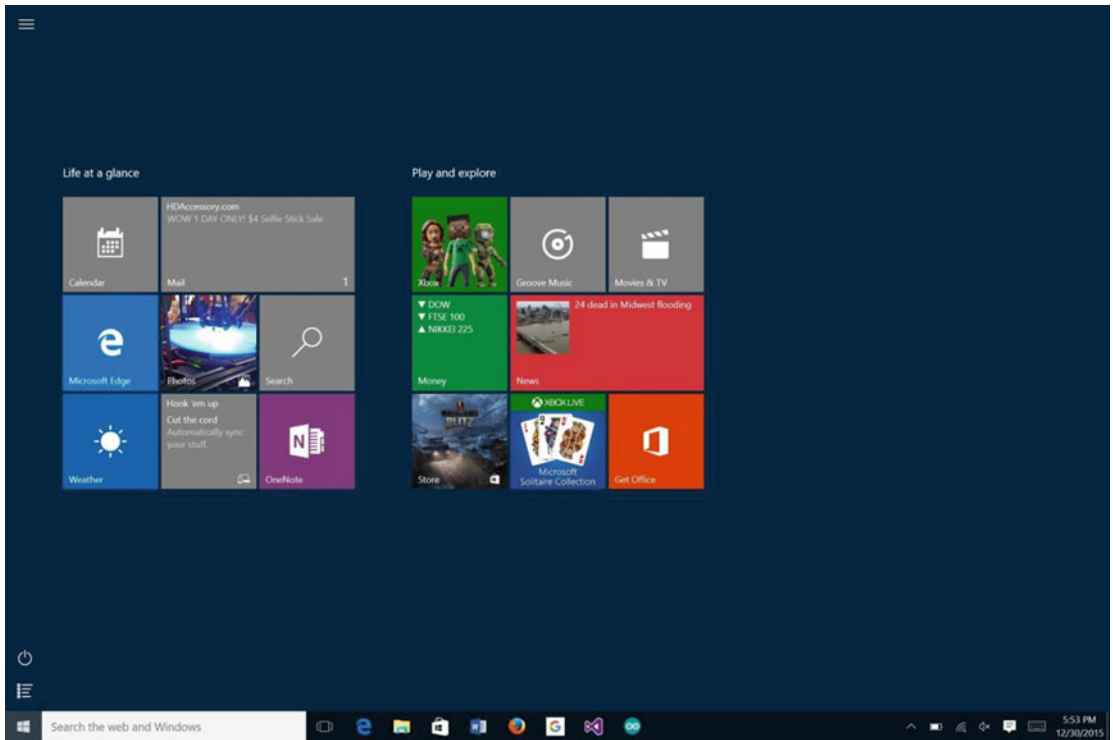 Life at a glance
Play and explore
HDAccessory.com
WOW 1 DAY ONLY! $4 Selfie Stick Sale
Calendar
Mail
1
Xbox
Groove Music
Movies & TV
DOW
FTSE 100
NIKKEI 225
24 dead in Midwest flooding
Microsoft Edge
Photos
Search
Money
News
Hook 'em up
Cut the cord
Automatically sync
your stuff.
Weather
OneNote
N
BLITZ
Store
XBOX LIVE
Microsoft
Solitaire Collection
Get Office
Search the web and Windows
5:53 PM
12/30/2015